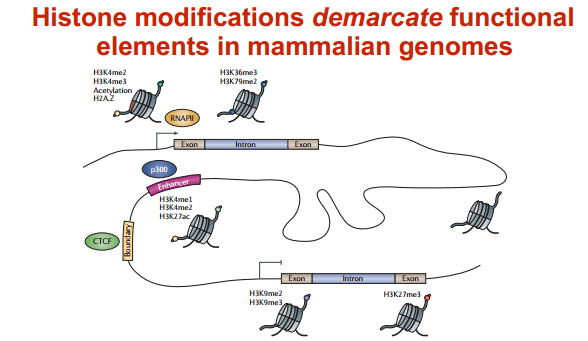 Histone modifications demarcate functional
elements in mammalian genomes
H3K4me2
H3K4me3
Acetylation
H2A.Z
H3K36me3
H3K79me2
RNAPII
Exon
Intron
Exon
p300
Enhancer
H3K4me1
H3K4me2
H3K27ac
CTCF
Boundary
Exon
Intron
Exon
H3K9me2
H3K9me3
H3K27me3